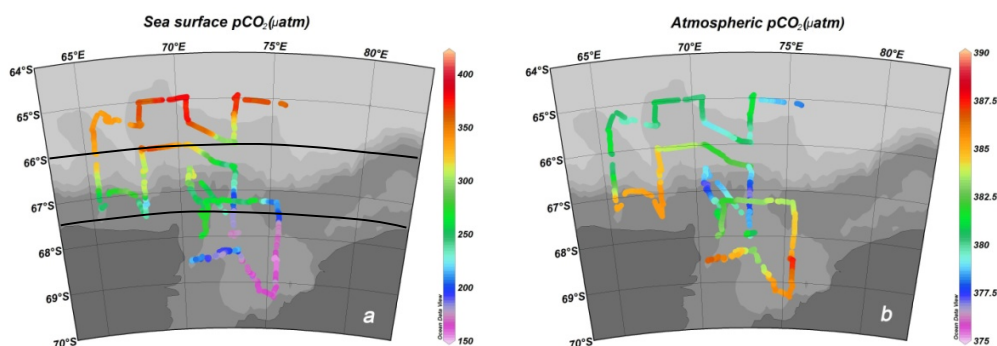 Sea surface pCO₂(μatm)
65°E
70°E
75°E
80°E
64°S
65°S
66°S
67°S
68°S
69°S
70°S
400
350
300
250
200
150
Ocean Data View
a
Atmospheric pCO₂(μatm)
65°E
70°E
75°E
80°E
64°S
65°S
66°S
67°S
68°S
69°S
70°S
390
387.5
385
382.5
380
377.5
375
Ocean Data View
b